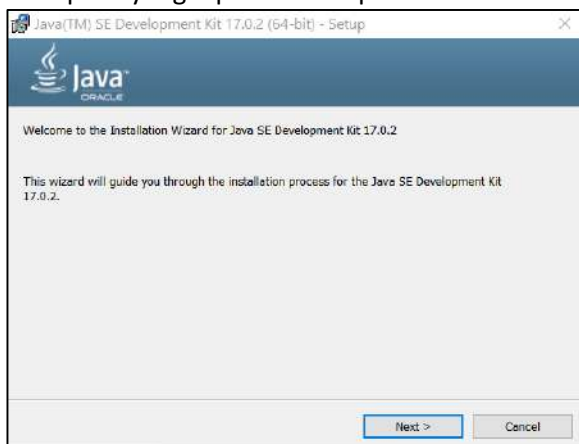 Java(TM) SE Development Kit 17.0.2 (64-bit) - Setup
Java™
ORACLE
Welcome to the Installation Wizard for Java SE Development Kit 17.0.2
This wizard will guide you through the installation process for the Java SE Development Kit
17.0.2.
Next >
Cancel